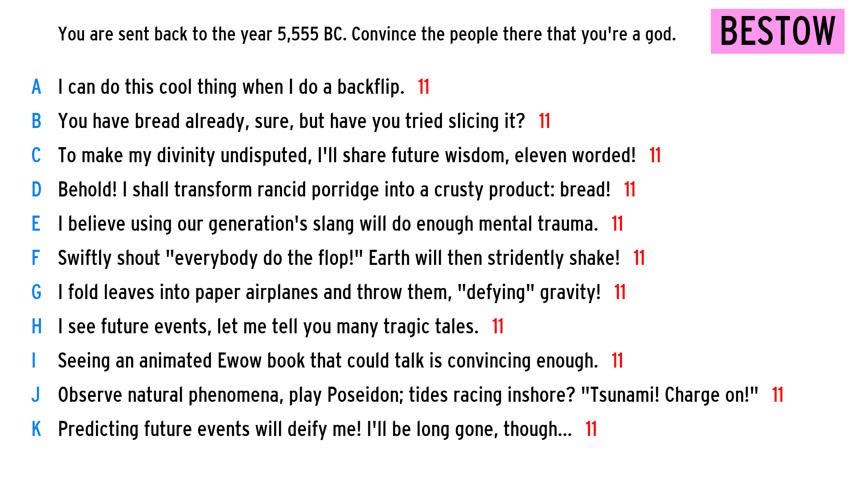 You are sent back to the year 5,555 BC. Convince the people there that you're a god.
BESTOW
A I can do this cool thing when I do a backflip. 11
B You have bread already, sure, but have you tried slicing it? 11
C To make my divinity undisputed, I'll share future wisdom, eleven worded! 11
D Behold! I shall transform rancid porridge into a crusty product: bread! 11
E I believe using our generation's slang will do enough mental trauma. 11
F Swiftly shout "everybody do the flop!" Earth will then stridently shake! 11
G I fold leaves into paper airplanes and throw them, "defying" gravity! 11
H I see future events, let me tell you many tragic tales. 11
I Seeing an animated Ewow book that could talk is convincing enough. 11
J Observe natural phenomena, play Poseidon; tides racing inshore? "Tsunami! Charge on!" 11
K Predicting future events will deify me! I'll be long gone, though... 11